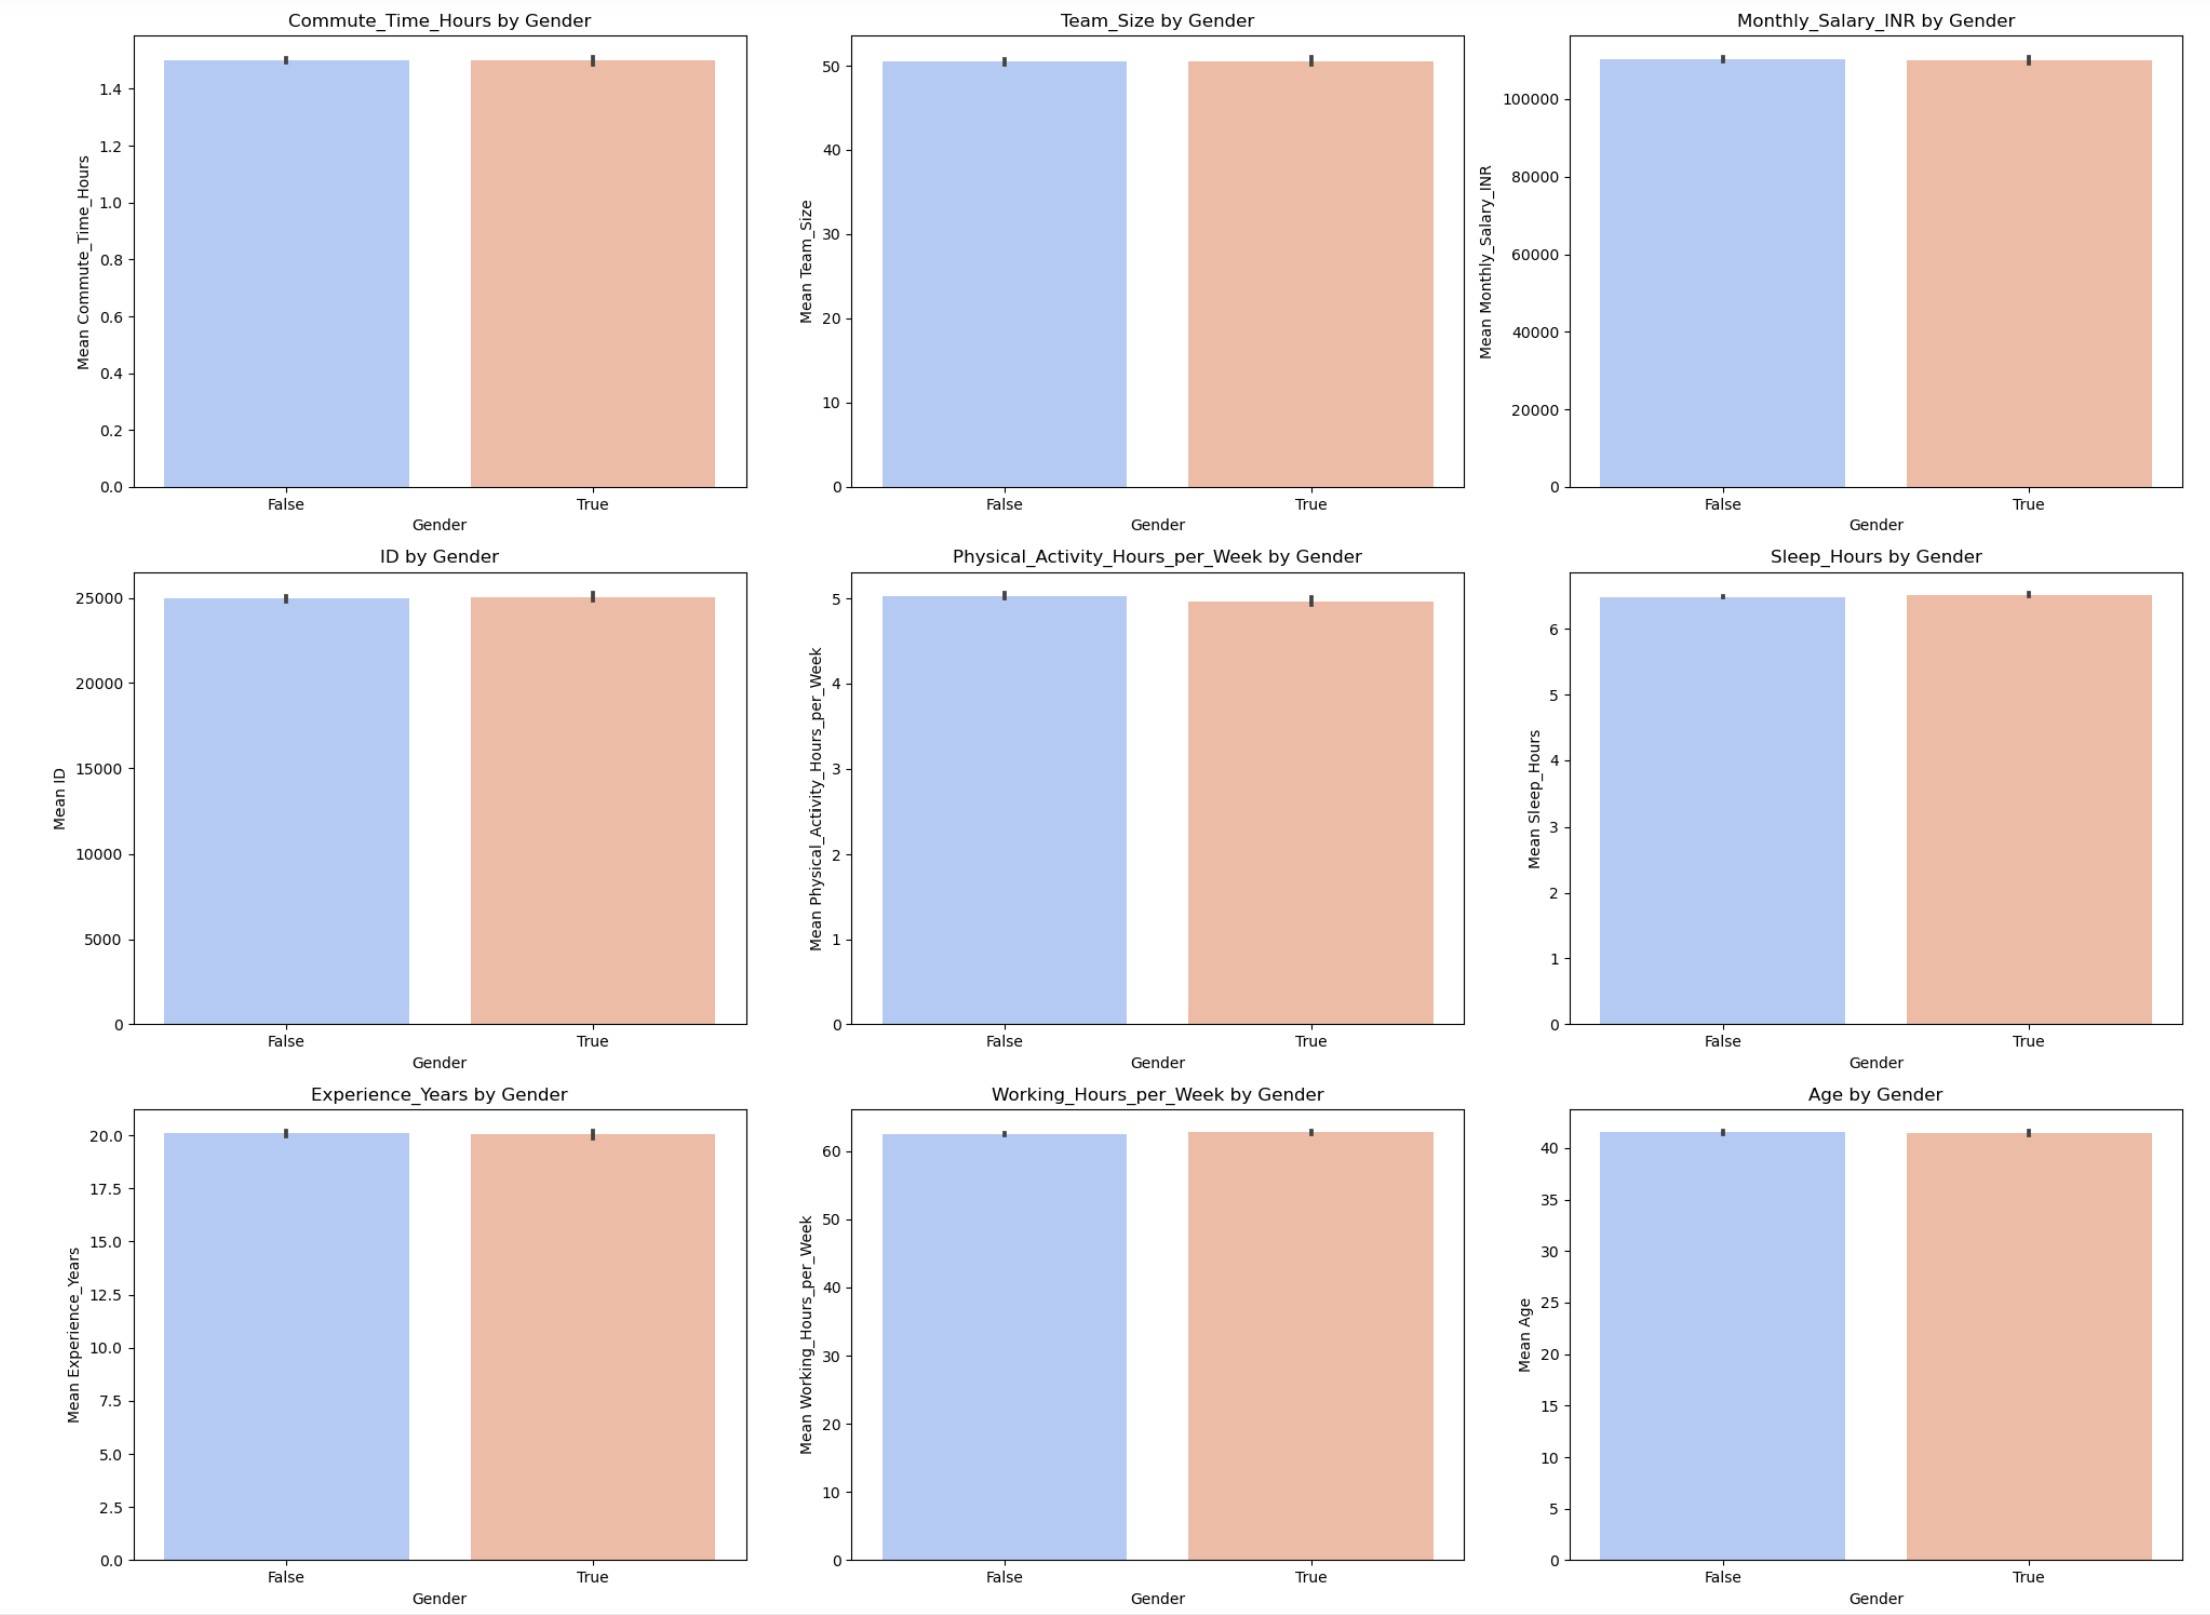 Commute_Time_Hours by Gender
Mean Commute_Time_Hours
1.4
1.2
1.0
0.8
0.6
0.4
0.2
0.0
False True
Gender
Team_Size by Gender
Mean Team_Size
50
40
30
20
10
0
False True
Gender
Monthly_Salary_INR by Gender
Mean Monthly_Salary_INR
100000
80000
60000
40000
20000
0
False True
Gender
ID by Gender
Mean ID
25000
20000
15000
10000
5000
0
False True
Gender
Physical_Activity_Hours_per_Week by Gender
Mean Physical_Activity_Hours_per_Week
5
4
3
2
1
0
False True
Gender
Sleep_Hours by Gender
Mean Sleep_Hours
6
5
4
3
2
1
0
False True
Gender
Experience_Years by Gender
Mean Experience_Years
20.0
17.5
15.0
12.5
10.0
7.5
5.0
2.5
0.0
False True
Gender
Working_Hours_per_Week by Gender
Mean Working_Hours_per_Week
60
50
40
30
20
10
0
False True
Gender
Age by Gender
Mean Age
40
35
30
25
20
15
10
5
0
False True
Gender